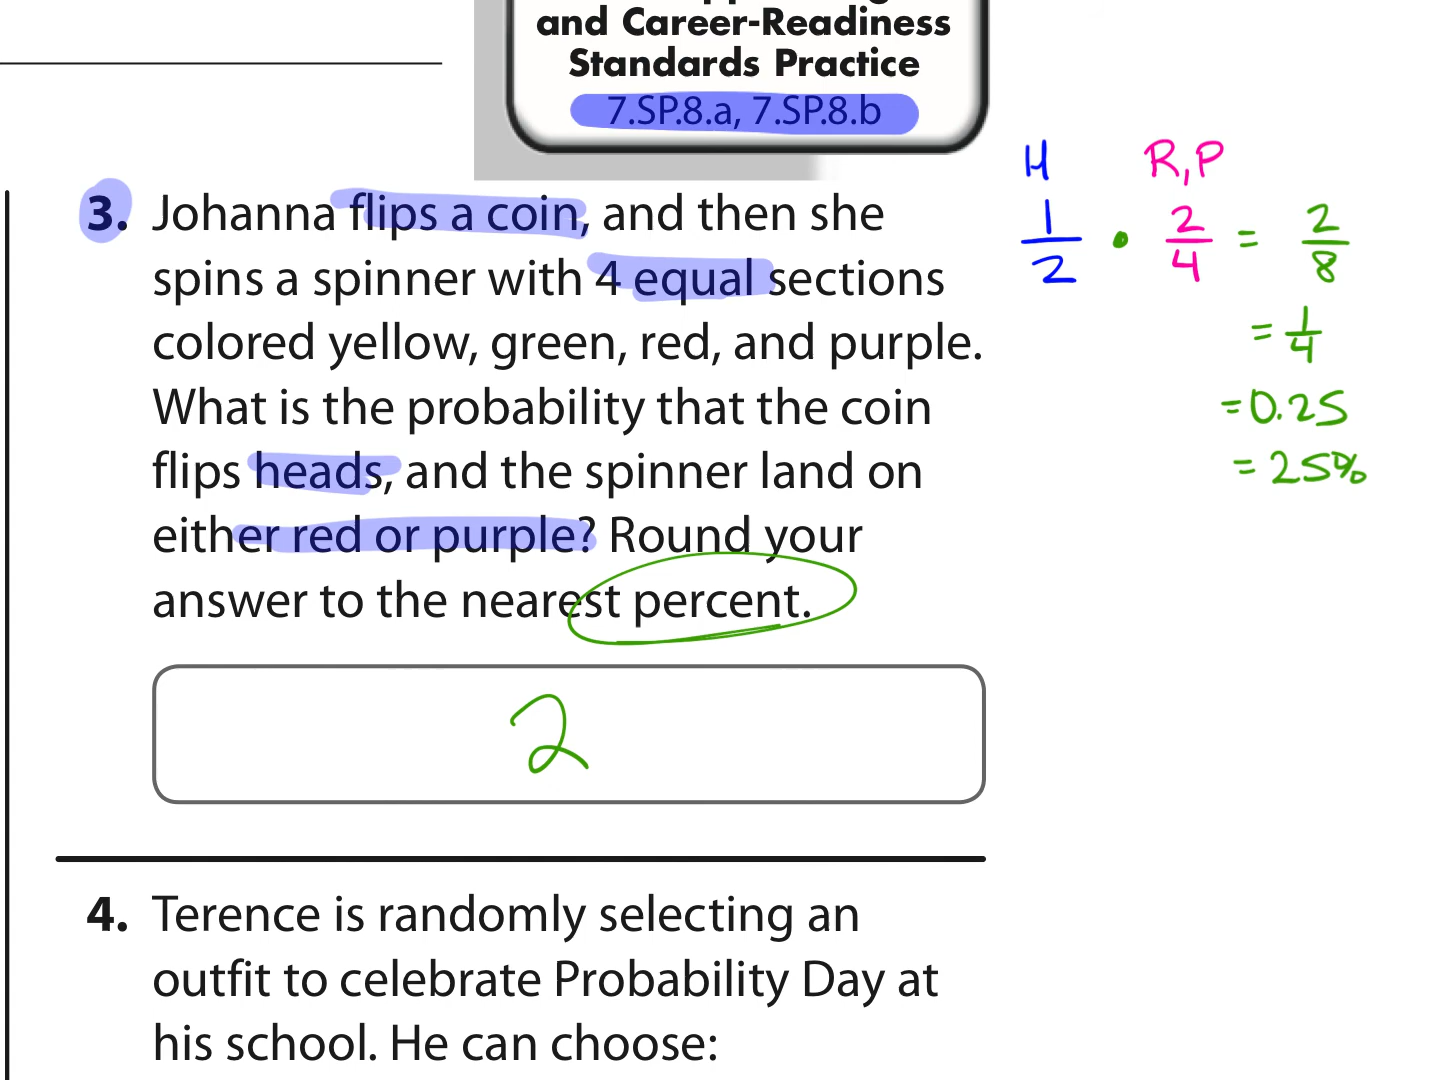 and Career-Readiness
Standards Practice
7.SP.8.a, 7.SP.8.b
3. Johanna flips a coin, and then she
spins a spinner with 4 equal sections
colored yellow, green, red, and purple.
What is the probability that the coin
flips heads, and the spinner land on
either red or purple? Round your
answer to the nearest percent.
2
H R,P
1/2 • 2/4 = 2/8
= 1/4
= 0.25
= 25%
4. Terence is randomly selecting an
outfit to celebrate Probability Day at
his school. He can choose: